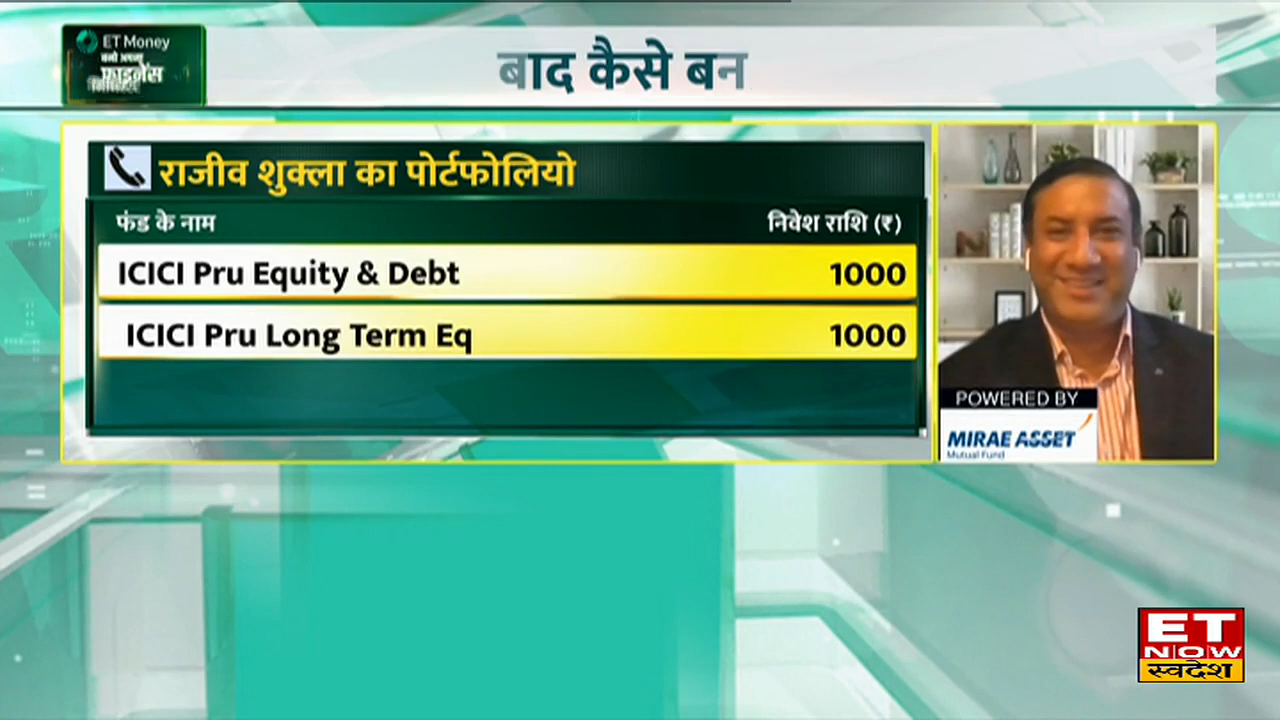 ET Money
फाइनेंस
बाद कैसे बन
राजीव शुक्ला का पोर्टफोलियो
फंड के नाम निवेश राशि (₹)
ICICI Pru Equity & Debt 1000
ICICI Pru Long Term Eq 1000
POWERED BY
MIRAE ASSET
Mutual Fund
ET
NOW
स्वदेश